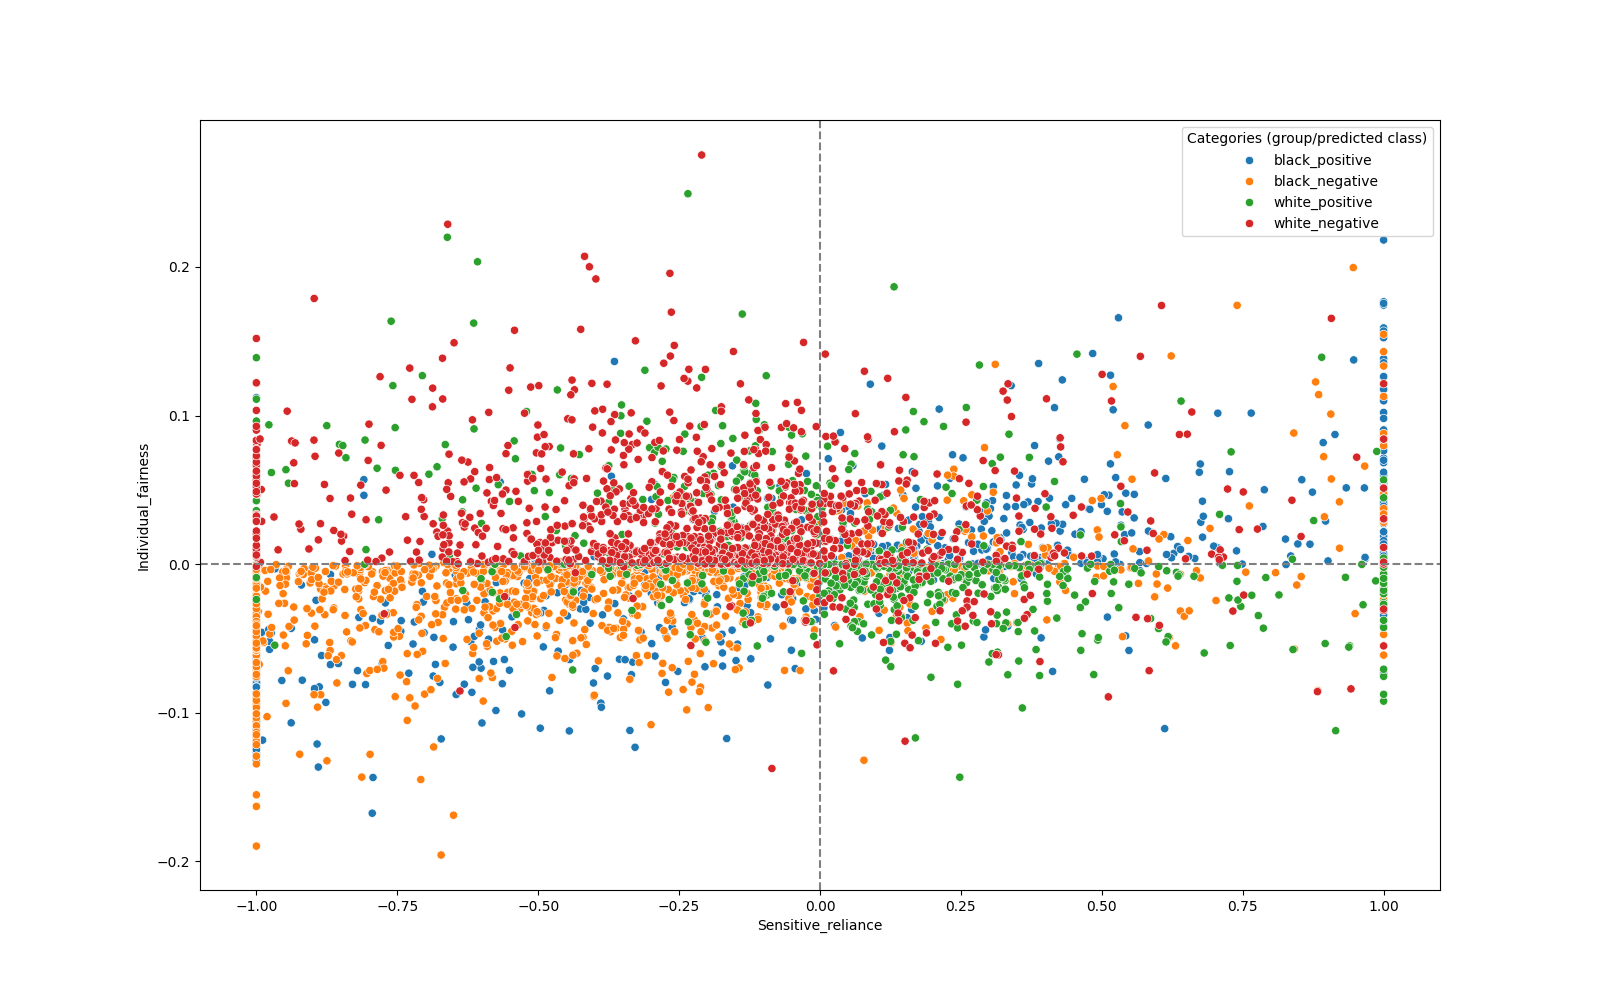 Categories (group/predicted class)
black_positive
black_negative
white_positive
white_negative
0.2
0.1
0.0
−0.1
−0.2
Individual_fairness
−1.00
−0.75
−0.50
−0.25
0.00
0.25
0.50
0.75
1.00
Sensitive_reliance